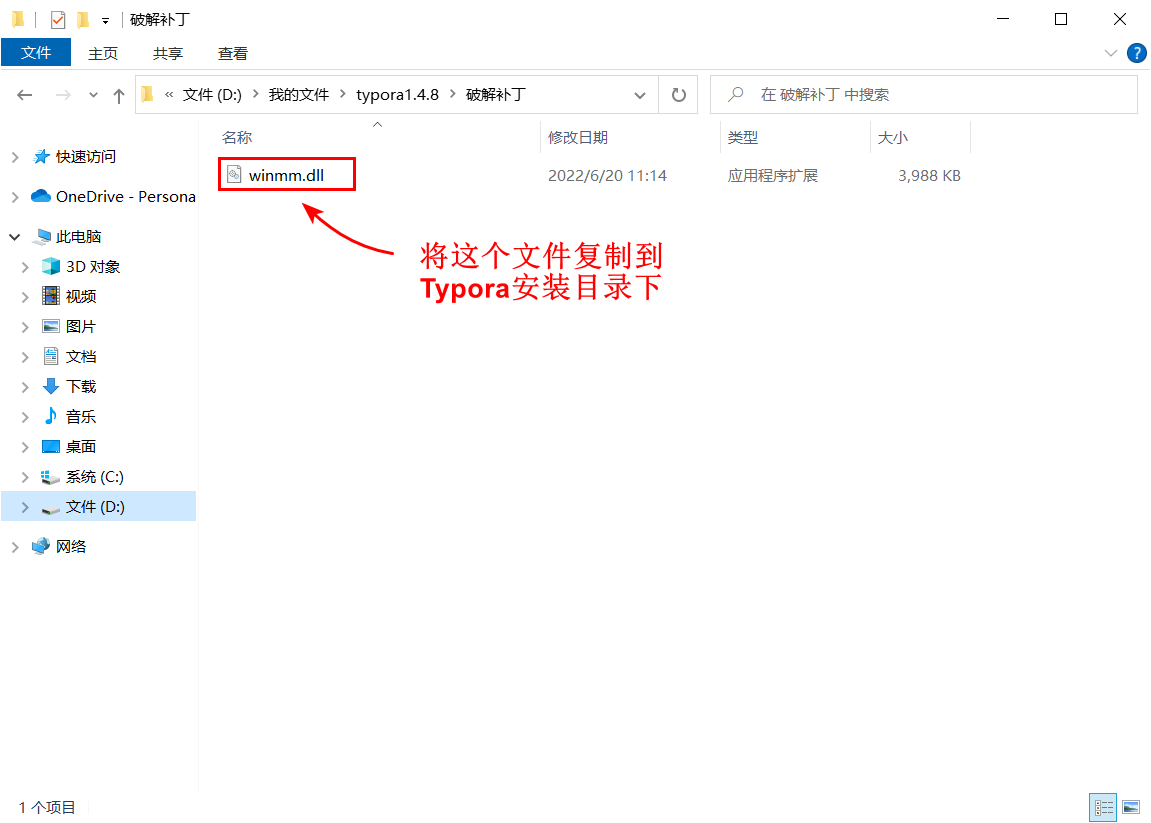 破解补丁
文件 主页 共享 查看
« 文件 (D:) > 我的文件 > typora1.4.8 > 破解补丁
在 破解补丁 中搜索
名称 修改日期 类型 大小
winmm.dll 2022/6/20 11:14 应用程序扩展 3,988 KB
将这个文件复制到
Typora安装目录下
快速访问
OneDrive - Persona
此电脑
3D 对象
视频
图片
文档
下载
音乐
桌面
系统 (C:)
文件 (D:)
网络
1 个项目